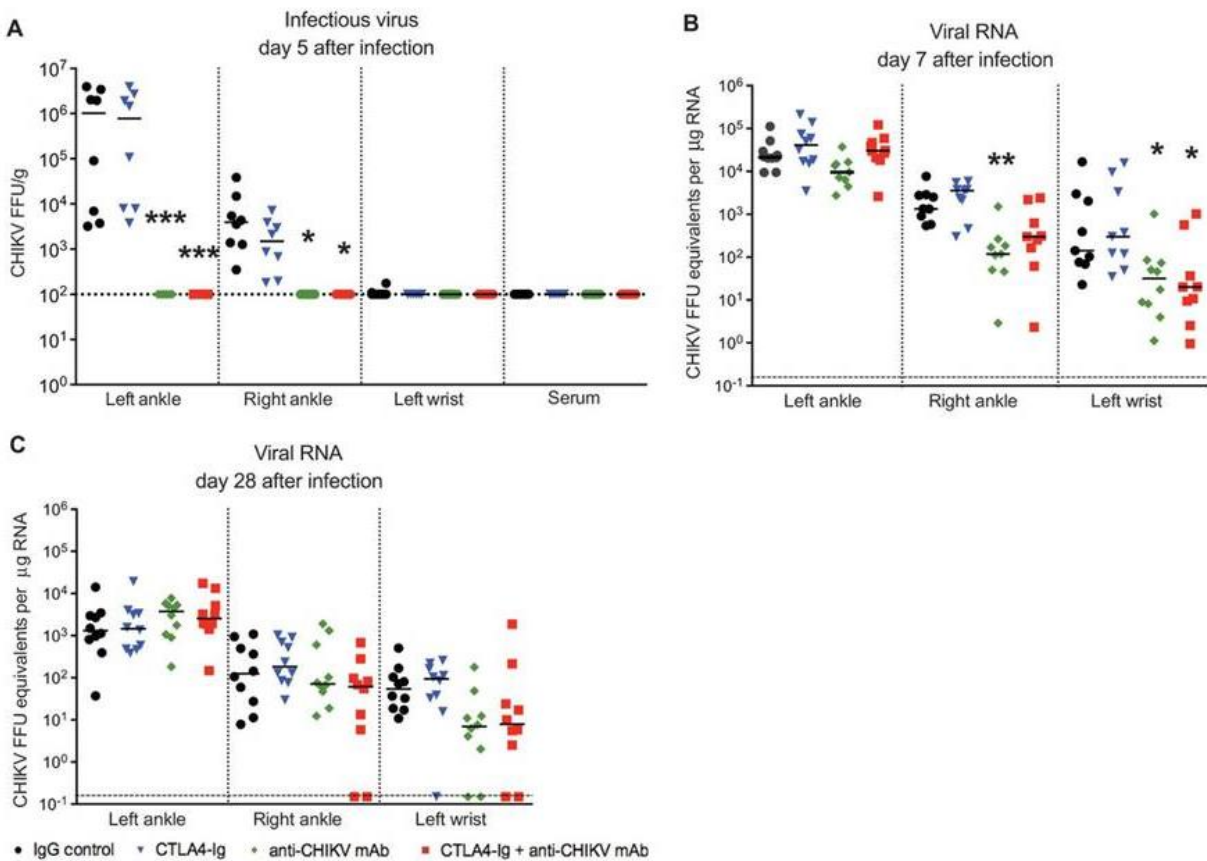 A
Infectious virus
day 5 after infection
CHIKV FFU/g
10^7
10^6
10^5
10^4
10^3
10^2
10^1
10^0
***
***
*
*
Left ankle
Right ankle
Left wrist
Serum
B
Viral RNA
day 7 after infection
CHIKV FFU equivalents per µg RNA
10^6
10^5
10^4
10^3
10^2
10^1
10^0
10^-1
**
*
*
Left ankle
Right ankle
Left wrist
C
Viral RNA
day 28 after infection
CHIKV FFU equivalents per µg RNA
10^6
10^5
10^4
10^3
10^2
10^1
10^0
10^-1
Left ankle
Right ankle
Left wrist
IgG control
CTLA4-Ig
anti-CHIKV mAb
CTLA4-Ig + anti-CHIKV mAb